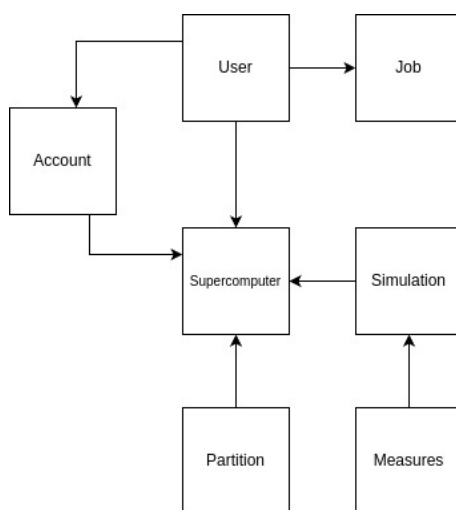 User
Job
Account
Supercomputer
Simulation
Partition
Measures